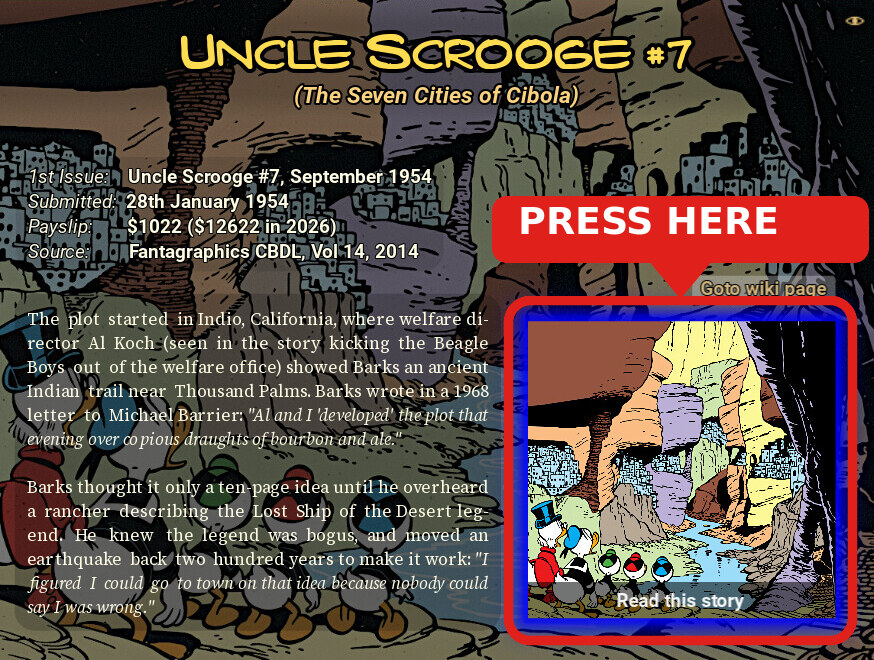 UNCLE SCROOGE #7
(The Seven Cities of Cibola)
1st Issue: Uncle Scrooge #7, September 1954
Submitted: 28th January 1954
Payslip: $1022 ($12622 in 2026)
Source: Fantagraphics CBDL, Vol 14, 2014
PRESS HERE
Goto wiki page
The plot started in Indio, California, where welfare di-
rector Al Koch (seen in the story kicking the Beagle
Boys out of the welfare office) showed Barks an ancient
Indian trail near Thousand Palms. Barks wrote in a 1968
letter to Michael Barrier: "Al and I 'developed' the plot that
evening over copious draughts of bourbon and ale."
Barks thought it only a ten-page idea until he overheard
a rancher describing the Lost Ship of the Desert leg-
end. He knew the legend was bogus, and moved an
earthquake back two hundred years to make it work: "I
figured I could go to town on that idea because nobody could
say I was wrong."
Read this story